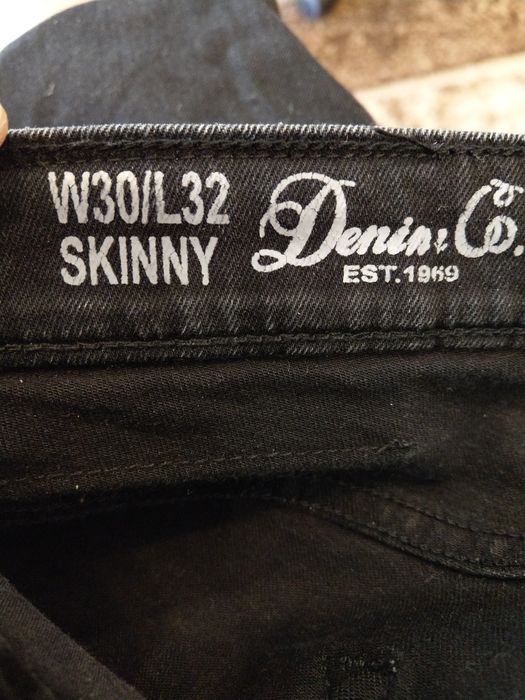 W30/L32
SKINNY
Denim & Co.
EST.1969